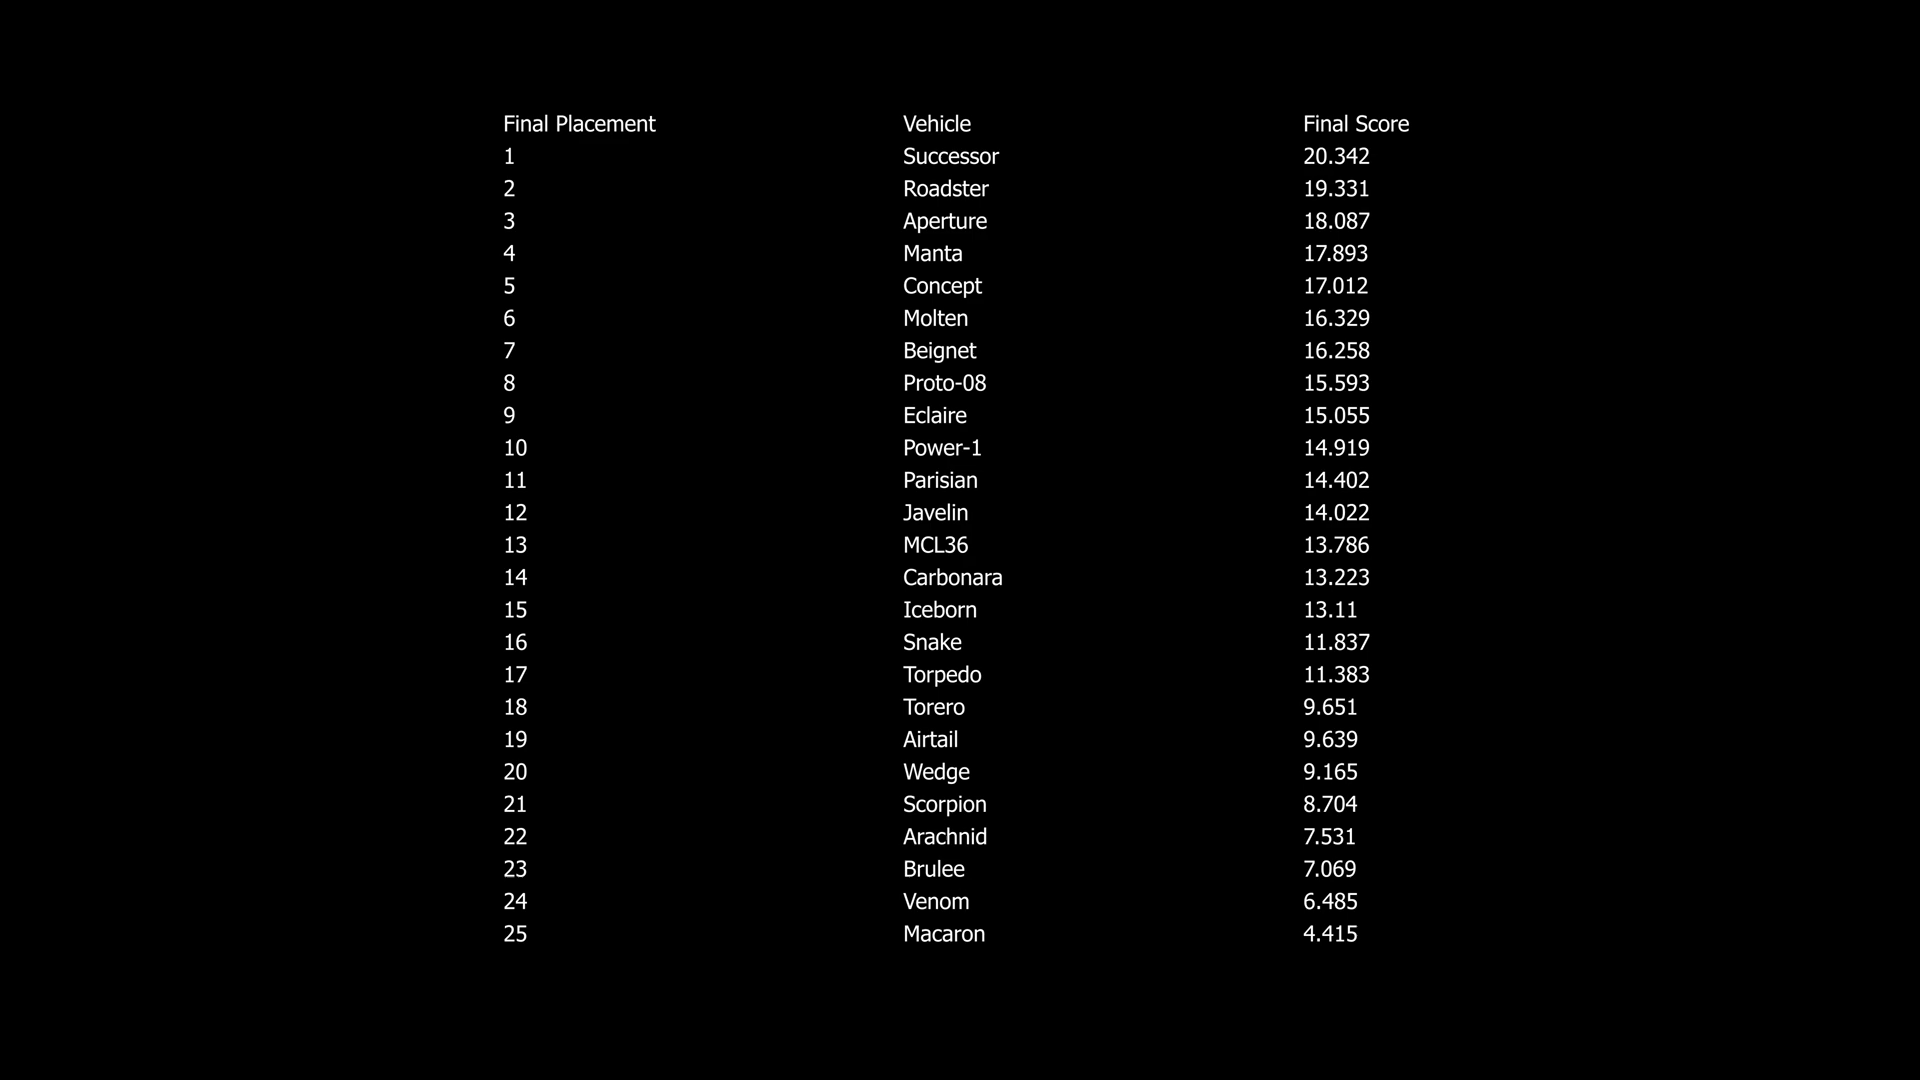 Final Placement Vehicle Final Score
1 Successor 20.342
2 Roadster 19.331
3 Aperture 18.087
4 Manta 17.893
5 Concept 17.012
6 Molten 16.329
7 Beignet 16.258
8 Proto-08 15.593
9 Eclaire 15.055
10 Power-1 14.919
11 Parisian 14.402
12 Javelin 14.022
13 MCL36 13.786
14 Carbonara 13.223
15 Iceborn 13.11
16 Snake 11.837
17 Torpedo 11.383
18 Torero 9.651
19 Airtail 9.639
20 Wedge 9.165
21 Scorpion 8.704
22 Arachnid 7.531
23 Brulee 7.069
24 Venom 6.485
25 Macaron 4.415